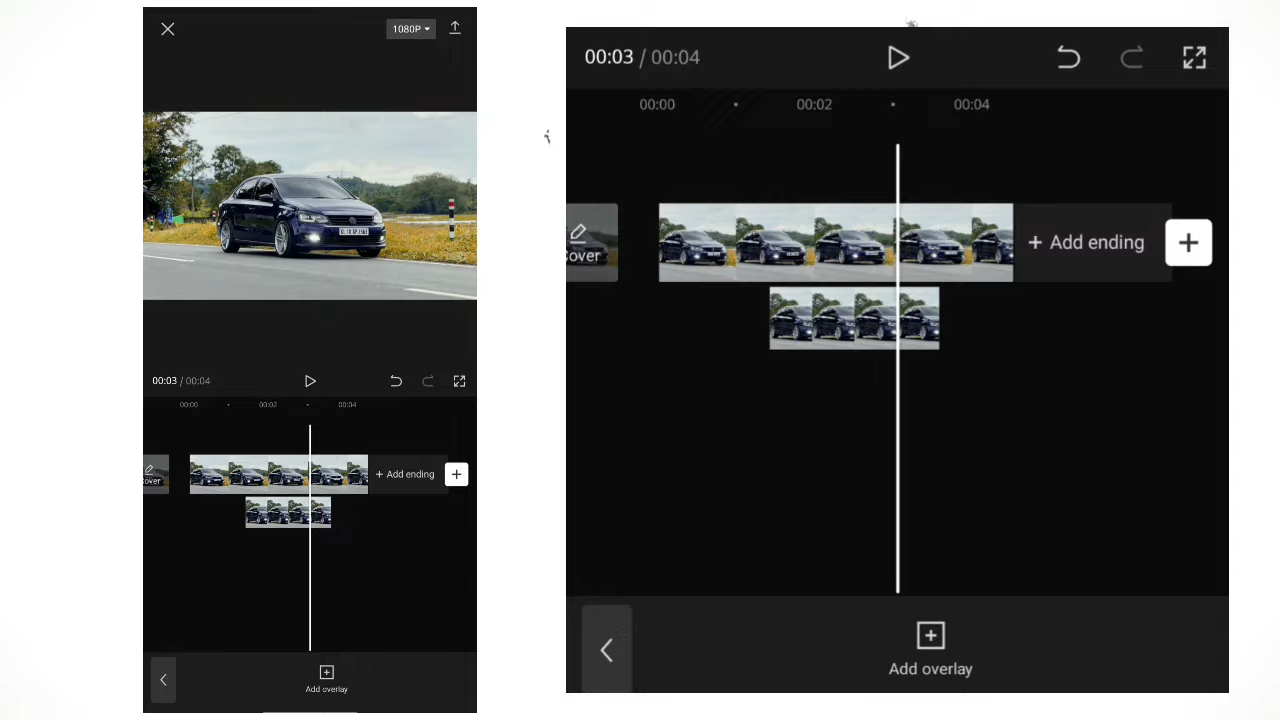 1080P
00:03 / 00:04
00:00 00:02 00:04
over
+ Add ending
Add overlay
00:03 / 00:04
00:00 00:02 00:04
Cover
+ Add ending
Add overlay